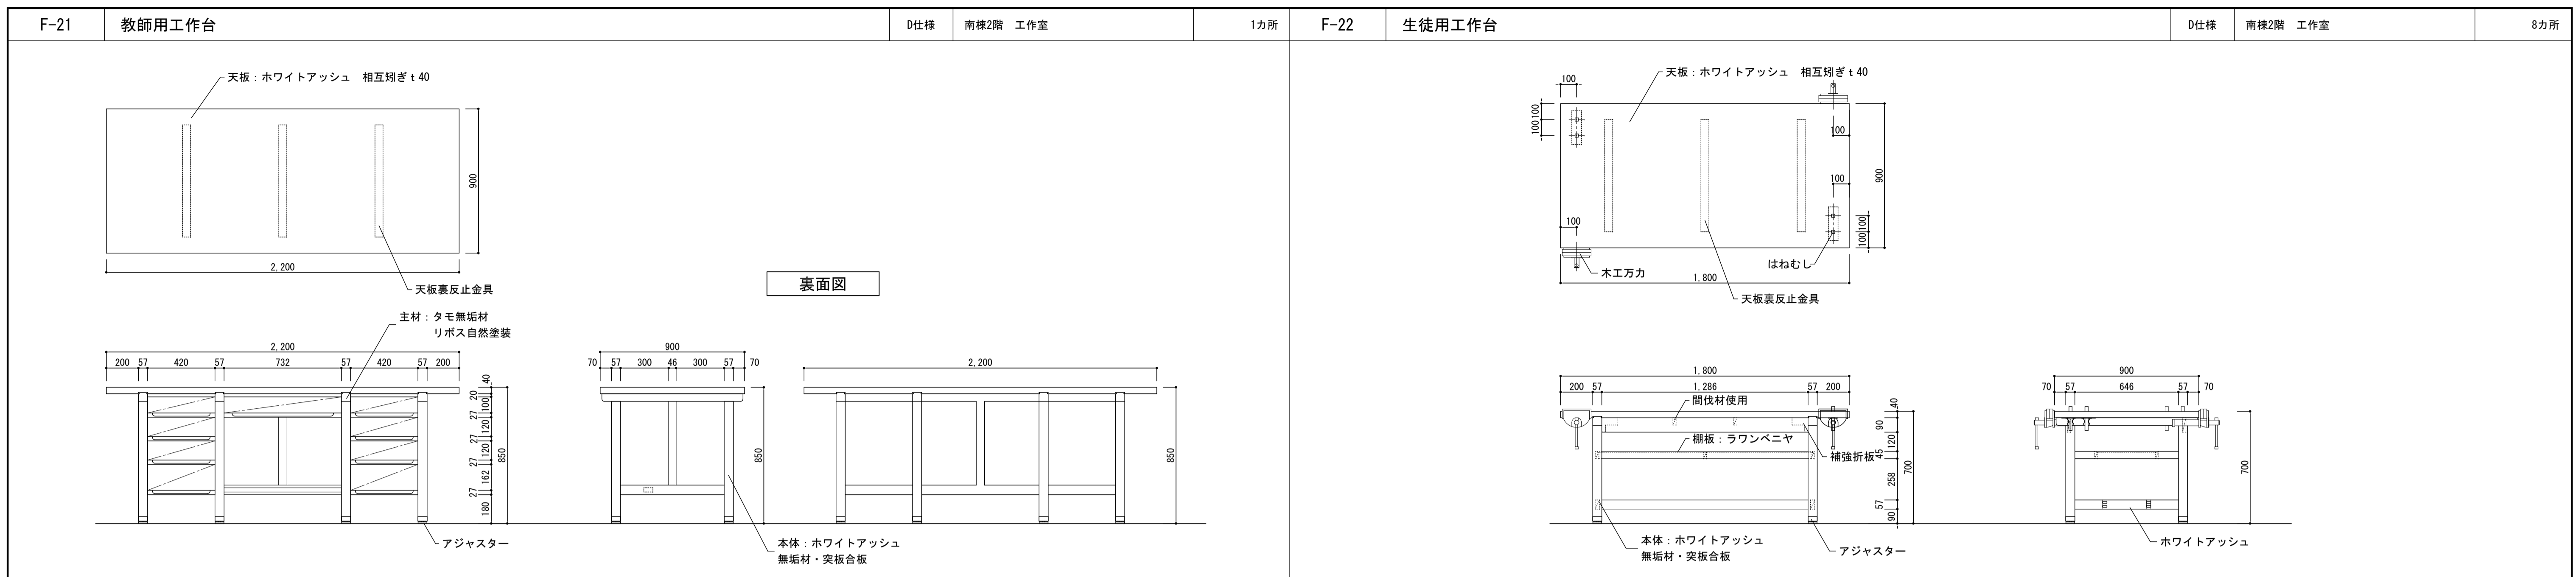 F-21 教師用工作台 D仕様 南棟2階 工作室 1カ所
天板：ホワイトアッシュ 相互矧ぎｔ40
900
2,200
天板裏反止金具
裏面図
主材：タモ無垢材
リボス自然塗装
2,200
200 57 420 57 732 57 420 57 200
40
20
100
27
120
27
120
27
162
27
180
850
900
70 57 300 46 300 57 70
850
2,200
850
アジャスター
本体：ホワイトアッシュ
無垢材・突板合板
F-22 生徒用工作台 D仕様 南棟2階 工作室 8カ所
天板：ホワイトアッシュ 相互矧ぎｔ40
100
100
100
100
100
900
100
100
100
はねむし
木工万力
1,800
天板裏反止金具
1,800
200 57 1,286 57 200
間伐材使用
棚板：ラワンベニヤ
補強折板
40
90
120
45
258
57
90
700
900
70 57 646 57 70
700
本体：ホワイトアッシュ
無垢材・突板合板
アジャスター
ホワイトアッシュ